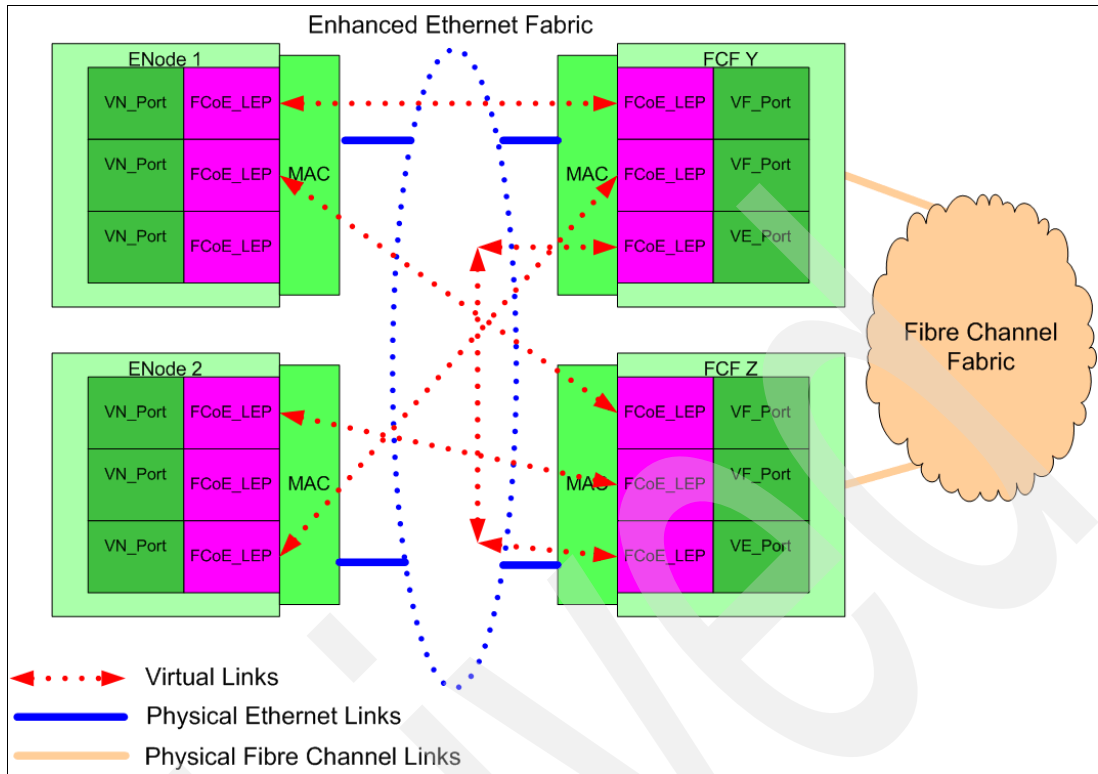 Enhanced Ethernet Fabric
ENode 1
VN_Port
FCoE_LEP
VN_Port
FCoE_LEP
VN_Port
FCoE_LEP
MAC
FCF Y
MAC
FCoE_LEP
VF_Port
FCoE_LEP
VF_Port
FCoE_LEP
VE_Port
Fibre Channel
Fabric
ENode 2
VN_Port
FCoE_LEP
VN_Port
FCoE_LEP
VN_Port
FCoE_LEP
MAC
FCF Z
MAC
FCoE_LEP
VF_Port
FCoE_LEP
VF_Port
FCoE_LEP
VE_Port
Virtual Links
Physical Ethernet Links
Physical Fibre Channel Links